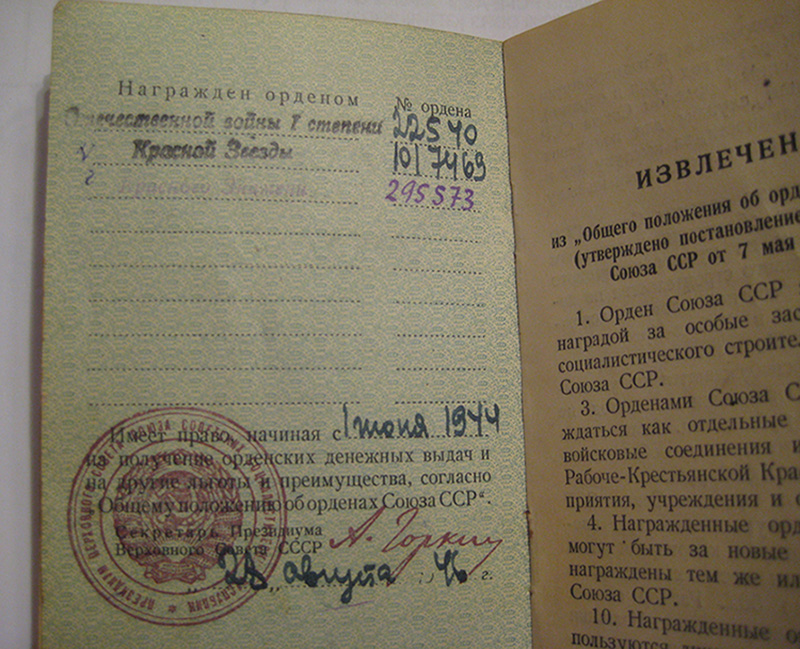 Награжден орденом
№ ордена
Отечественной войны I степени
22540
Красной Звезды
1017469
Красного Знамени
295573
Имеет право, начиная с 1 июня 1944
на получение орденских денежных выдач и
на другие льготы и преимущества, согласно
„Общему положению об орденах Союза ССР“.
Секретарь Президиума
Верховного Совета СССР А. Горкин
„28“ августа 46 г.
ИЗВЛЕЧЕН
из „Общего положения об орд
(утверждено постановление
Союза ССР от 7 мая
1. Орден Союза ССР
наградой за особые зас
социалистического строител
Союза ССР.
3. Орденами Союза С
ждаться как отдельные
войсковые соединения и
Рабоче-Крестьянской Кра
приятия, учреждения и о
4. Награжденные орд
могут быть за новые
награждены тем же ил
Союза ССР.
10. Награжденные о
пользуются